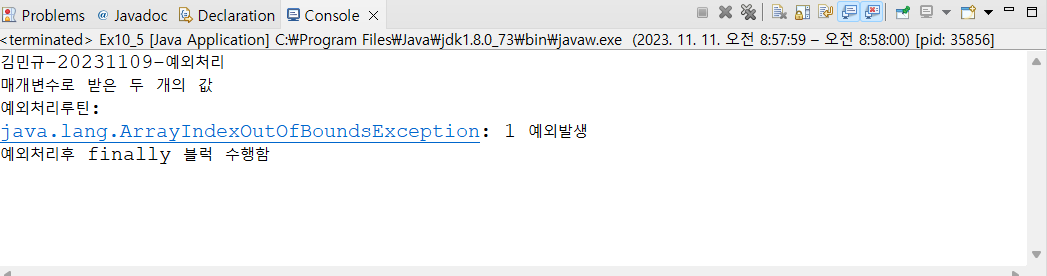 Problems @ Javadoc Declaration Console
<terminated> Ex10_5 [Java Application] C:₩Program Files₩Java₩jdk1.8.0_73₩bin₩javaw.exe (2023. 11. 11. 오전 8:57:59 – 오전 8:58:00) [pid: 35856]
김민규-20231109-예외처리
매개변수로 받은 두 개의 값
예외처리루틴:
java.lang.ArrayIndexOutOfBoundsException: 1 예외발생
예외처리후 finally 블럭 수행함